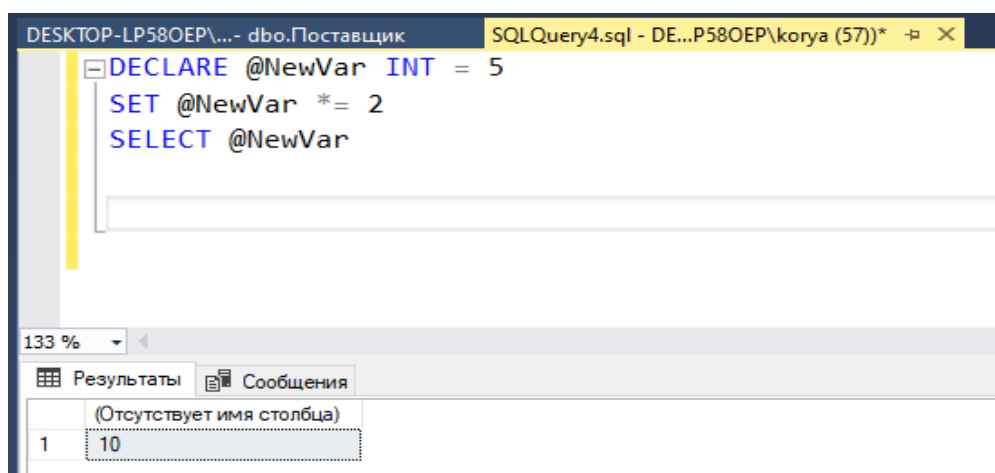 DESKTOP-LP58OEP\...- dbo.Поставщик SQLQuery4.sql - DE...P58OEP\korya (57))*
DECLARE @NewVar INT = 5
SET @NewVar *= 2
SELECT @NewVar
133 %
Результаты Сообщения
(Отсутствует имя столбца)
1 10